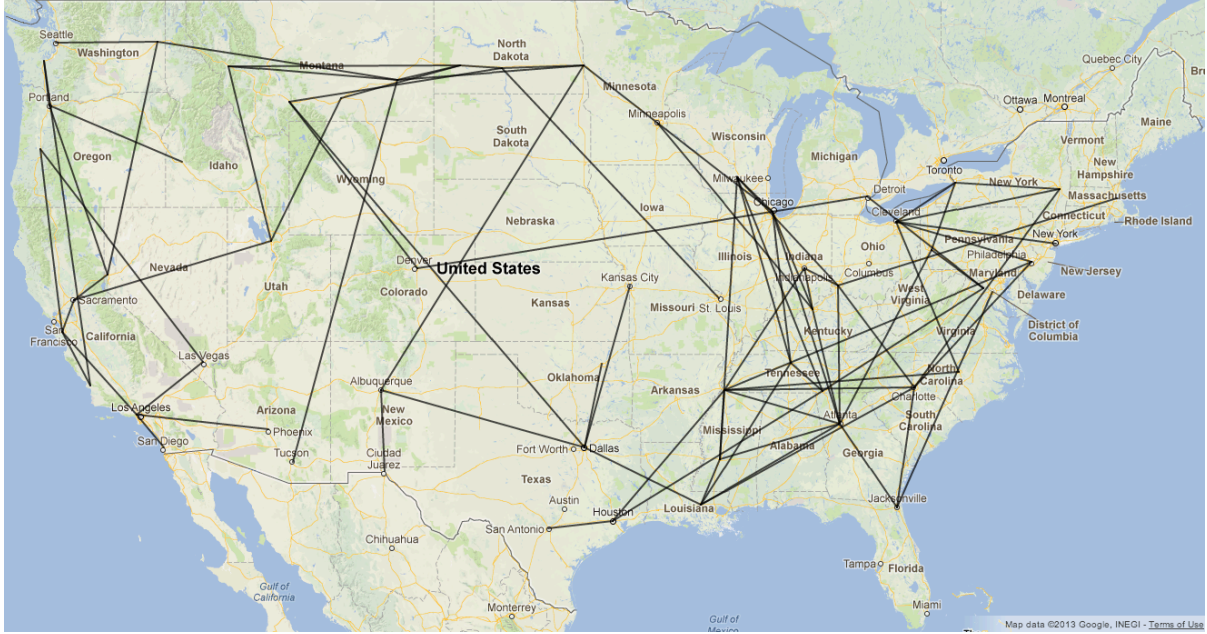 Seattle
Washington
Montana
North
Dakota
Minnesota
Quebec City
Bru
Portland
Ottawa
Montreal
Maine
Minneapolis
Oregon
South
Dakota
Wisconsin
Michigan
Vermont
Toronto
New
Hampshire
Idaho
Wyoming
Milwaukee
Detroit
New York
Massachusetts
Chicago
Iowa
Cleveland
Connecticut
Rhode Island
Nebraska
Pennsylvania
New York
Ohio
Illinois
Indiana
Philadelphia
Denver
United States
Nevada
Kansas City
Indianapolis
Columbus
Maryland
New Jersey
Utah
Colorado
West
Virginia
Delaware
Sacramento
Kansas
Missouri
St. Louis
San
Francisco
California
Kentucky
Virginia
District of
Columbia
Las Vegas
Albuquerque
Oklahoma
Tennessee
North
Carolina
Arkansas
Charlotte
Los Angeles
Arizona
New
Mexico
Atlanta
South
Carolina
Phoenix
Mississippi
San Diego
Alabama
Georgia
Tucson
Ciudad
Juarez
Fort Worth
Dallas
Texas
Jacksonville
Austin
Louisiana
Houston
San Antonio
Chihuahua
Tampa
Florida
Gulf of
California
Miami
Monterrey
Gulf of
Mexico
Map data ©2013 Google, INEGI - Terms of Use